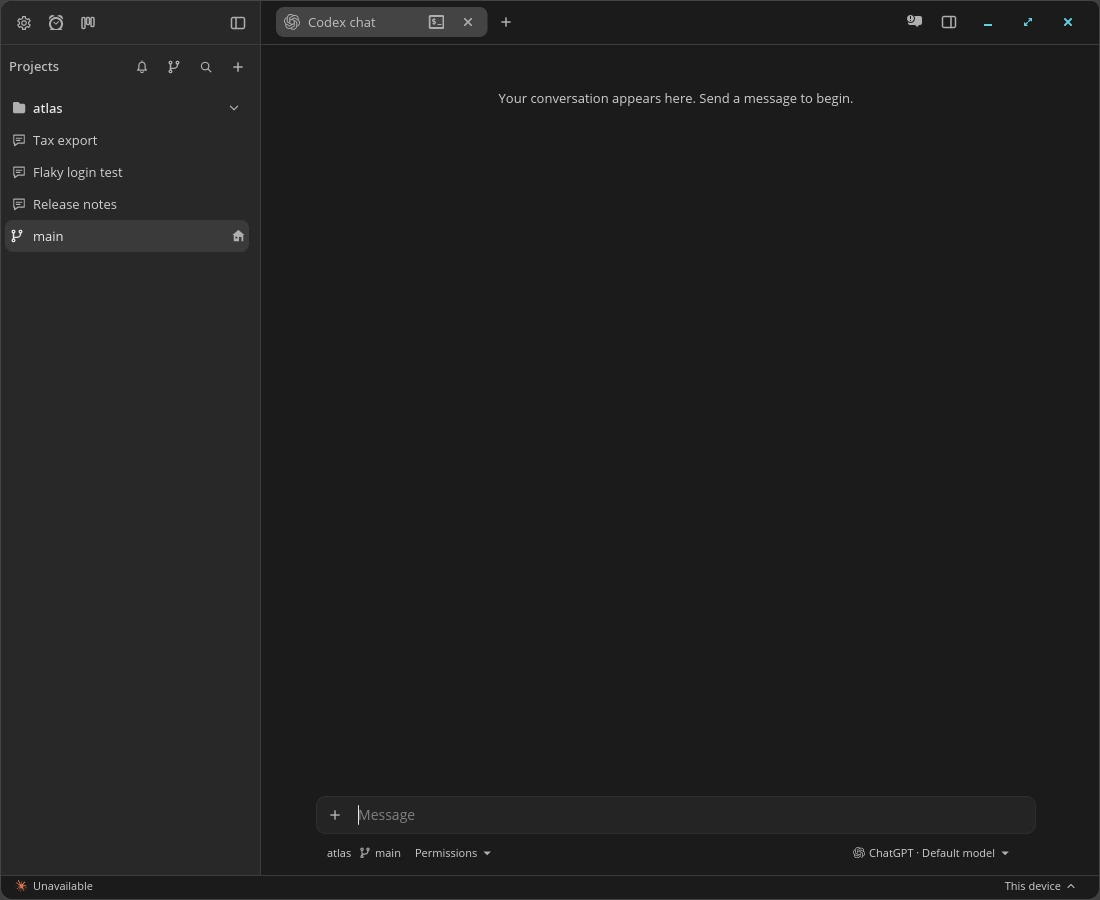 Codex chat
Projects
atlas
Tax export
Flaky login test
Release notes
main
Your conversation appears here. Send a message to begin.
Message
atlas main Permissions
ChatGPT · Default model
Unavailable
This device